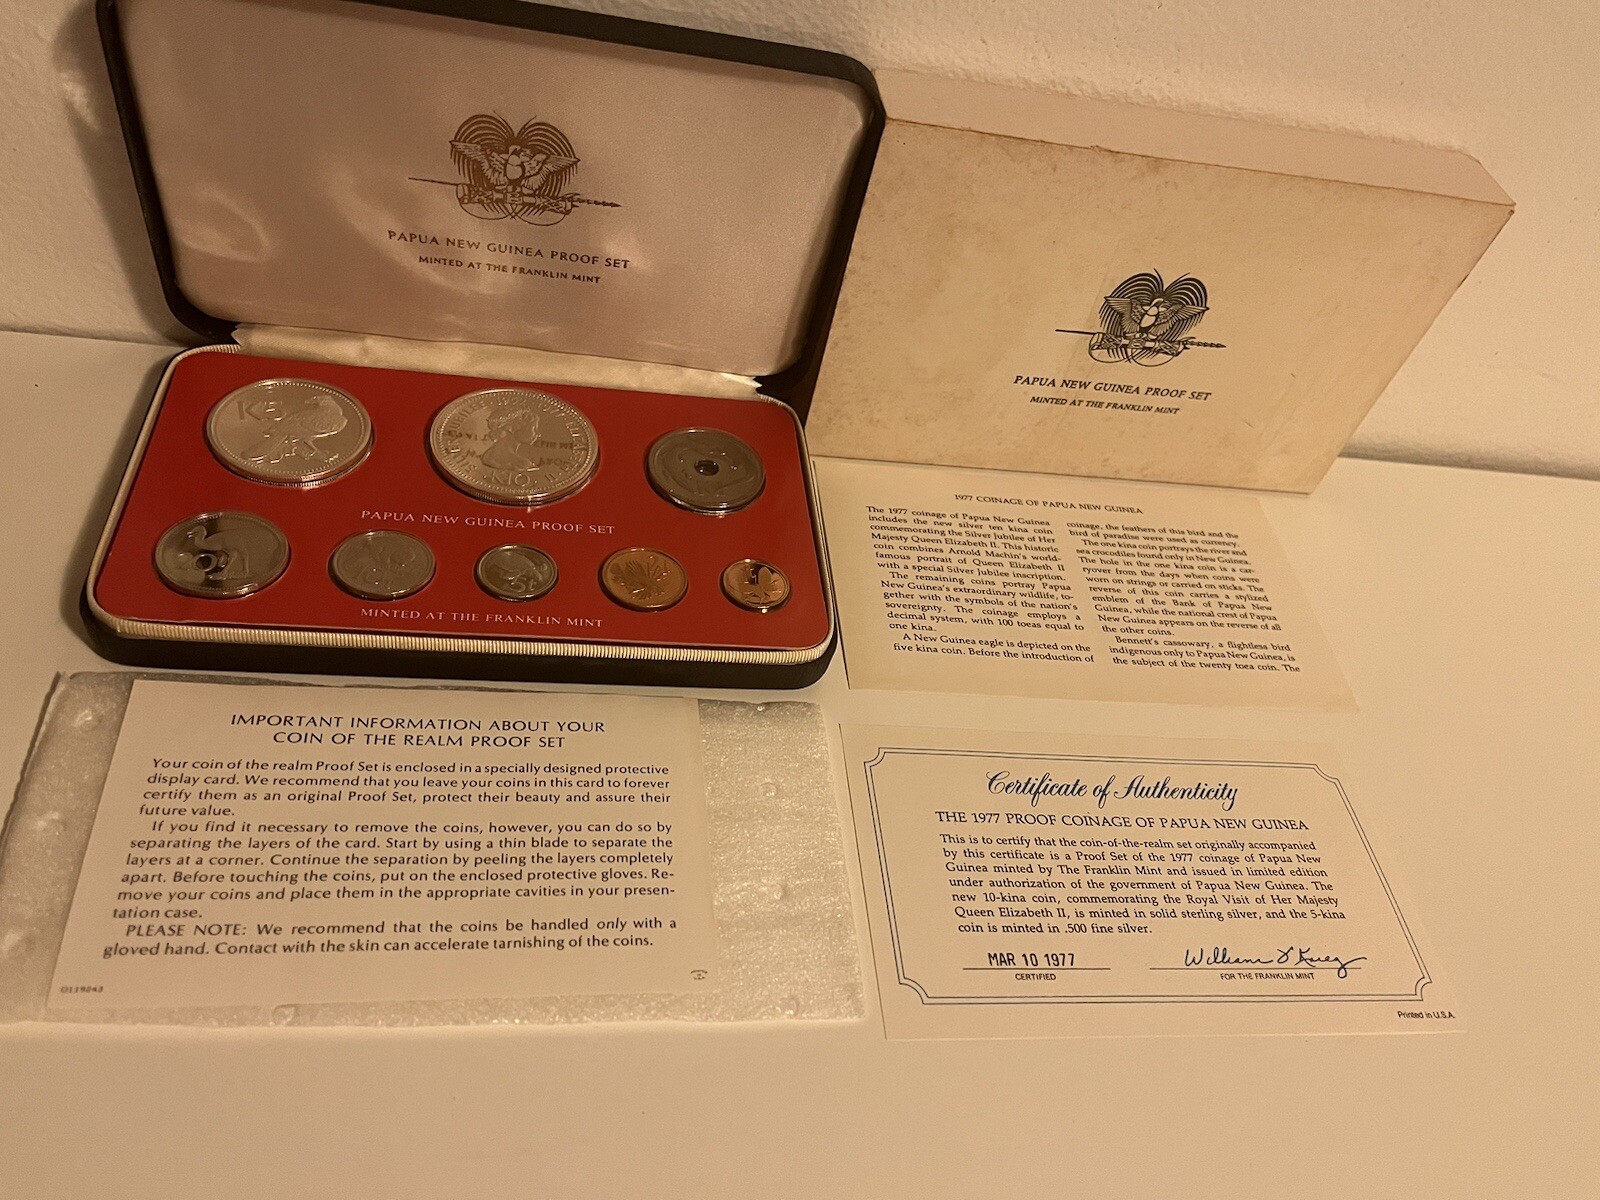 PAPUA NEW GUINEA PROOF SET
MINTED AT THE FRANKLIN MINT
PAPUA NEW GUINEA PROOF SET
MINTED AT THE FRANKLIN MINT
K5
K10
PAPUA NEW GUINEA PROOF SET
MINTED AT THE FRANKLIN MINT
1977 COINAGE OF PAPUA NEW GUINEA
The 1977 coinage of Papua New Guinea
includes the new silver ten kina coin
commemorating the Silver Jubilee of Her
Majesty Queen Elizabeth II. This historic
coin combines Arnold Machin's world-
famous portrait of Queen Elizabeth II
with a special Silver Jubilee inscription.
The remaining coins portray Papua
New Guinea's extraordinary wildlife, to-
gether with the symbols of the nation's
sovereignty. The coinage employs a
decimal system, with 100 toeas equal to
one kina.
A New Guinea eagle is depicted on the
five kina coin. Before the introduction of
coinage, the feathers of this bird and the
bird of paradise were used as currency.
The one kina coin portrays the river and
sea crocodiles found only in New Guinea.
The hole in the one kina coin is a car-
ryover from the days when coins were
worn on strings or carried on sticks. The
reverse of this coin carries a stylized
emblem of the Bank of Papua New
Guinea, while the national crest of Papua
New Guinea appears on the reverse of all
the other coins.
Bennett's cassowary, a flightless bird
indigenous only to Papua New Guinea, is
the subject of the twenty toea coin. The
IMPORTANT INFORMATION ABOUT YOUR
COIN OF THE REALM PROOF SET
Your coin of the realm Proof Set is enclosed in a specially designed protective
display card. We recommend that you leave your coins in this card to forever
certify them as an original Proof Set, protect their beauty and assure their
future value.
If you find it necessary to remove the coins, however, you can do so by
separating the layers of the card. Start by using a thin blade to separate the
layers at a corner. Continue the separation by peeling the layers completely
apart. Before touching the coins, put on the enclosed protective gloves. Re-
move your coins and place them in the appropriate cavities in your presen-
tation case.
PLEASE NOTE: We recommend that the coins be handled only with a
gloved hand. Contact with the skin can accelerate tarnishing of the coins.
Certificate of Authenticity
THE 1977 PROOF COINAGE OF PAPUA NEW GUINEA
This is to certify that the coin-of-the-realm set originally accompanied
by this certificate is a Proof Set of the 1977 coinage of Papua New
Guinea minted by The Franklin Mint and issued in limited edition
under authorization of the government of Papua New Guinea. The
new 10-kina coin, commemorating the Royal Visit of Her Majesty
Queen Elizabeth II, is minted in solid sterling silver, and the 5-kina
coin is minted in .500 fine silver.
MAR 10 1977
CERTIFIED
FOR THE FRANKLIN MINT
Printed in U.S.A.